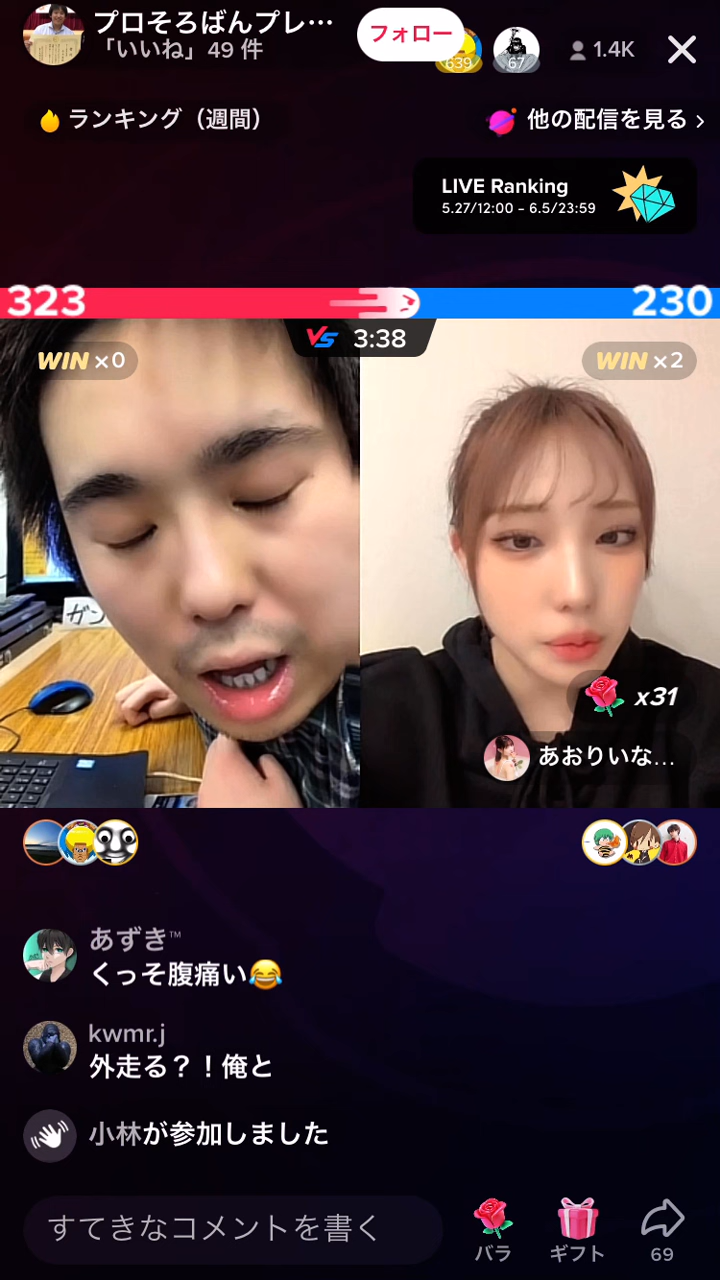 プロそろばんプレ…
「いいね」49 件
フォロー
639
67
1.4K
ランキング（週間）
他の配信を見る
LIVE Ranking
5.27/12:00 - 6.5/23:59
323
230
VS 3:38
WIN ×0
WIN ×2
ガン
x31
あおりいな…
あずき™
くっそ腹痛い😂
kwmr.j
外走る？！俺と
小林が参加しました
すてきなコメントを書く
バラ
ギフト
69